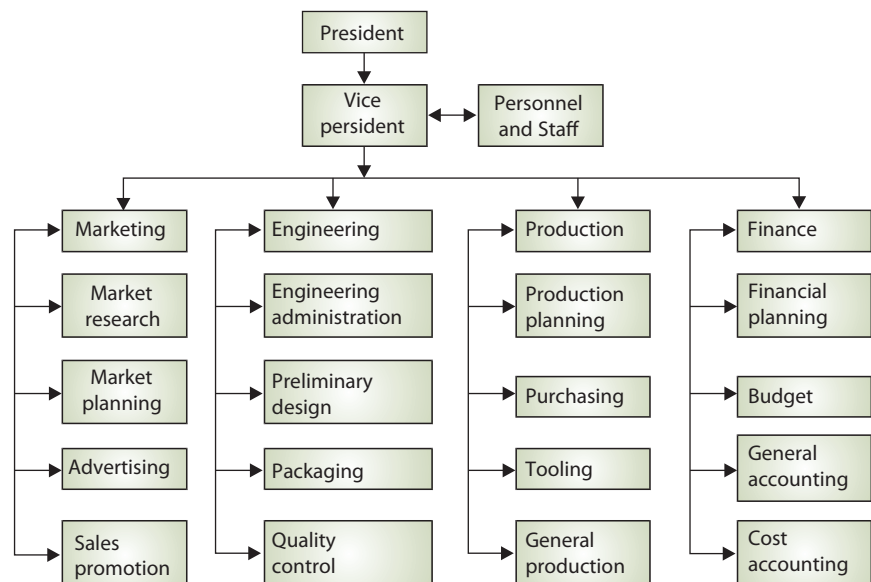 President
Vice
persident
Personnel
and Staff
Marketing
Engineering
Production
Finance
Market
research
Engineering
administration
Production
planning
Financial
planning
Market
planning
Preliminary
design
Purchasing
Budget
Advertising
Packaging
Tooling
General
accounting
Sales
promotion
Quality
control
General
production
Cost
accounting